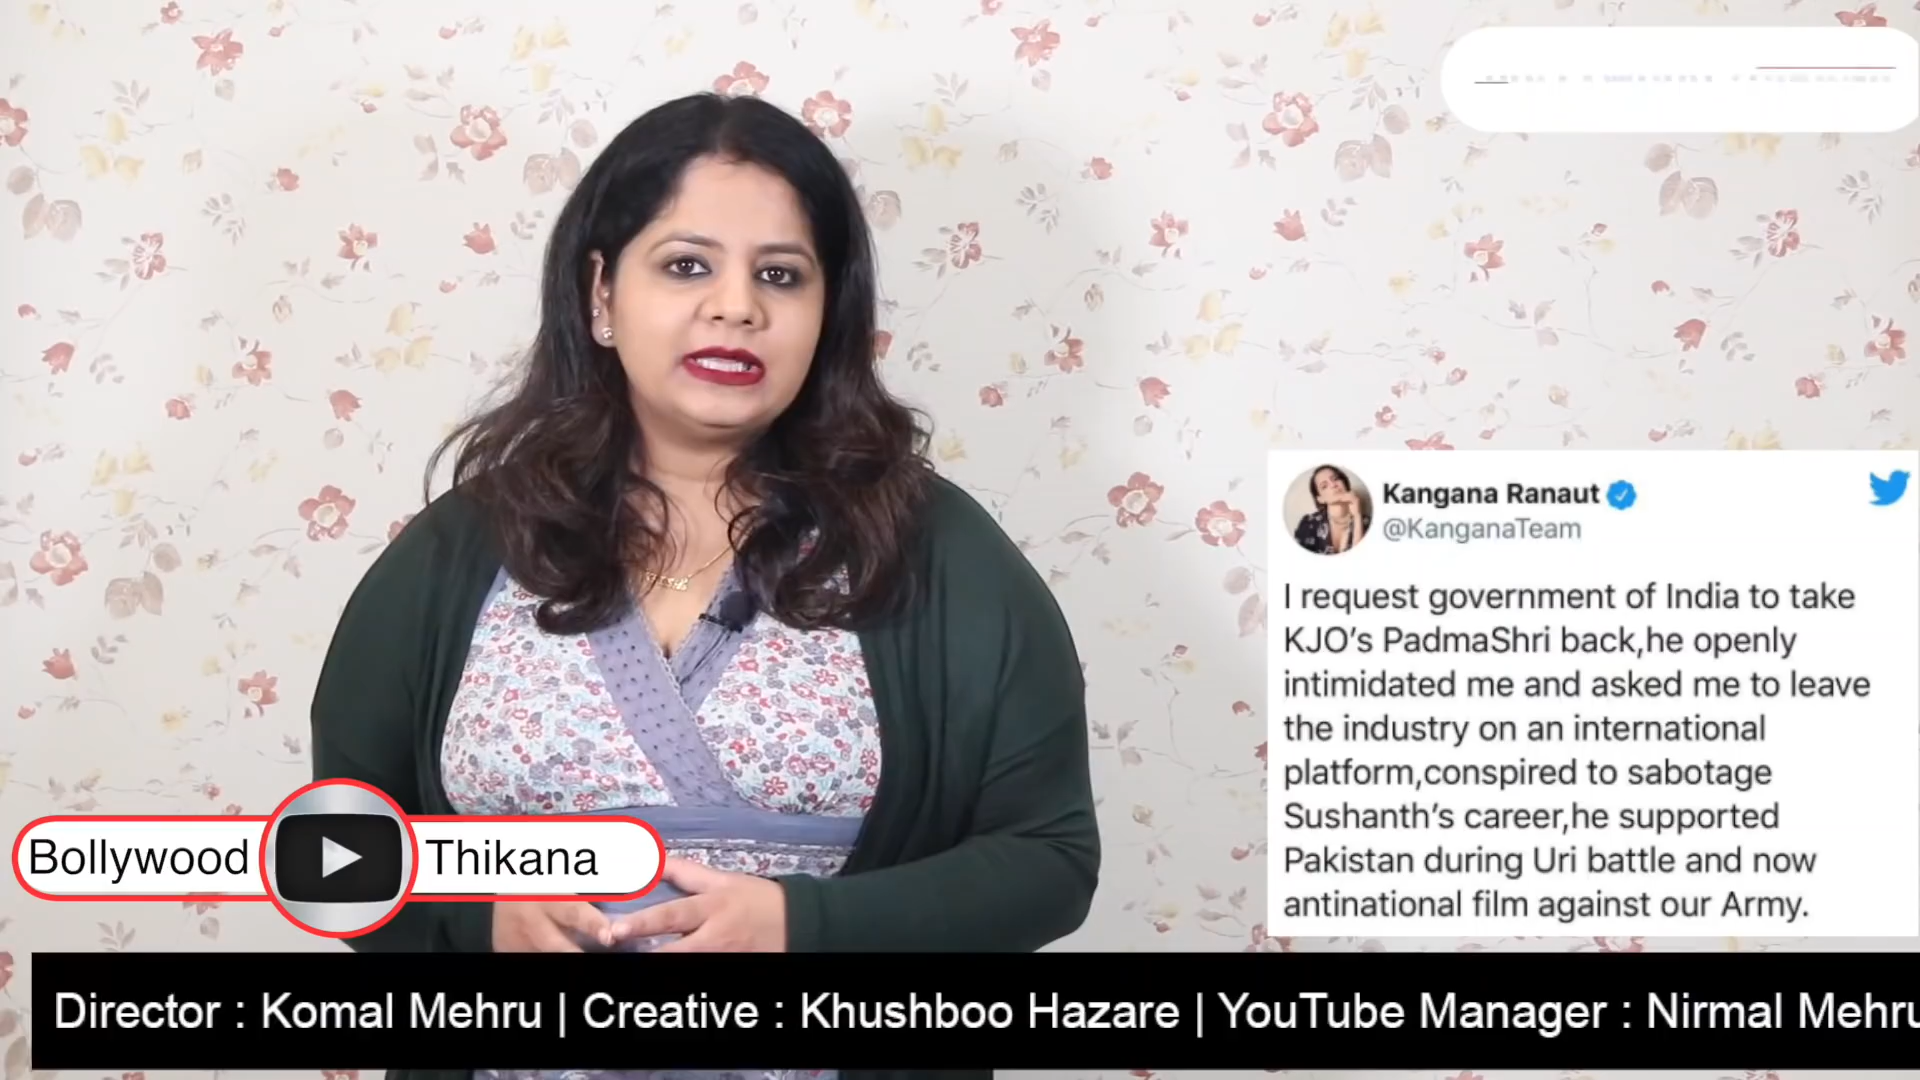 Kangana Ranaut
@KanganaTeam
I request government of India to take
KJO's PadmaShri back,he openly
intimidated me and asked me to leave
the industry on an international
platform,conspired to sabotage
Sushanth's career,he supported
Pakistan during Uri battle and now
antinational film against our Army.
Bollywood Thikana
Director : Komal Mehru | Creative : Khushboo Hazare | YouTube Manager : Nirmal Mehru